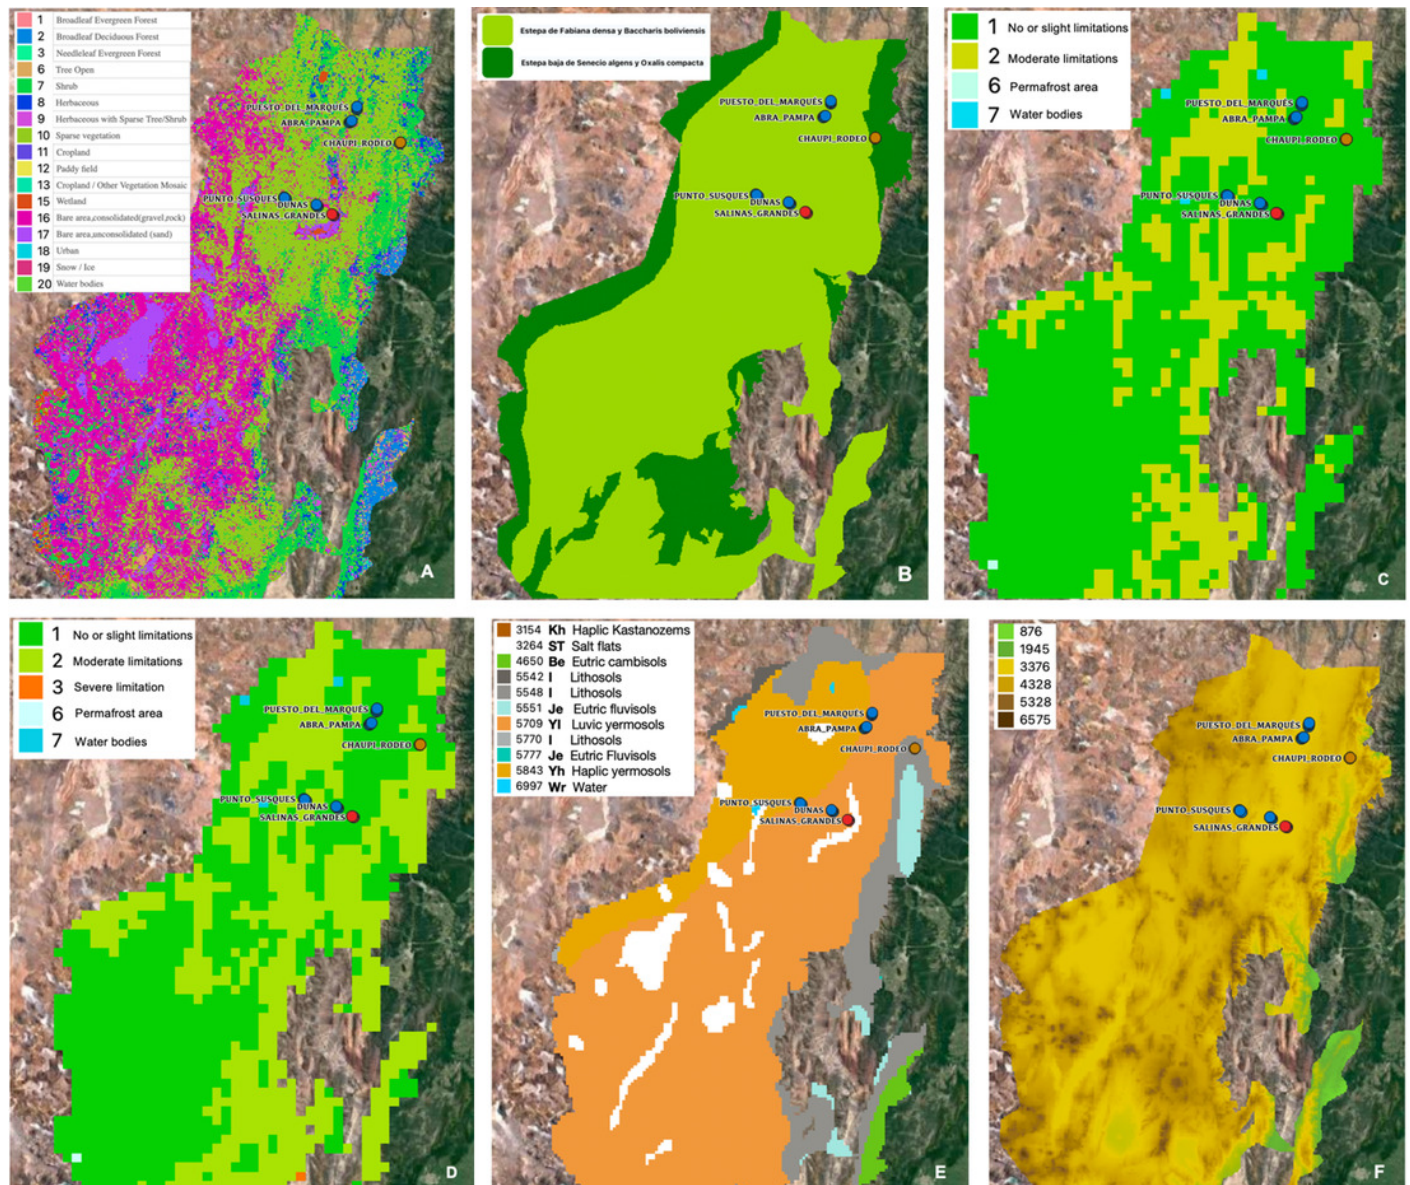 1 Broadleaf Evergreen Forest
2 Broadleaf Deciduous Forest
3 Needleleaf Evergreen Forest
6 Tree Open
7 Shrub
8 Herbaceous
9 Herbaceous with Sparse Tree/Shrub
10 Sparse vegetation
11 Cropland
12 Paddy field
13 Cropland / Other Vegetation Mosaic
15 Wetland
16 Bare area,consolidated(gravel,rock)
17 Bare area,unconsolidated (sand)
18 Urban
19 Snow / Ice
20 Water bodies
PUESTO_DEL_MARQUÉS
ABRA_PAMPA
CHAUPI_RODEO
PUNTO_SUSQUES
DUNAS
SALINAS_GRANDES
A
Estepa de Fabiana densa y Baccharis boliviensis
Estepa baja de Senecio algens y Oxalis compacta
PUESTO_DEL_MARQUÉS
ABRA_PAMPA
CHAUPI_RODEO
PUNTO_SUSQUES
DUNAS
SALINAS_GRANDES
B
1 No or slight limitations
2 Moderate limitations
6 Permafrost area
7 Water bodies
PUESTO_DEL_MARQUÉS
ABRA_PAMPA
CHAUPI_RODEO
PUNTO_SUSQUES
DUNAS
SALINAS_GRANDES
C
1 No or slight limitations
2 Moderate limitations
3 Severe limitation
6 Permafrost area
7 Water bodies
PUESTO_DEL_MARQUÉS
ABRA_PAMPA
CHAUPI_RODEO
PUNTO_SUSQUES
DUNAS
SALINAS_GRANDES
D
3154 Kh Haplic Kastanozems
3264 ST Salt flats
4650 Be Eutric cambisols
5542 I Lithosols
5548 I Lithosols
5551 Je Eutric fluvisols
5709 Yl Luvic yermosols
5770 I Lithosols
5777 Je Eutric Fluvisols
5843 Yh Haplic yermosols
6997 Wr Water
PUESTO_DEL_MARQUÉS
ABRA_PAMPA
CHAUPI_RODEO
PUNTO_SUSQUES
DUNAS
SALINAS_GRANDES
E
876
1945
3376
4328
5328
6575
PUESTO_DEL_MARQUÉS
ABRA_PAMPA
CHAUPI_RODEO
PUNTO_SUSQUES
SALINAS_GRANDES
F